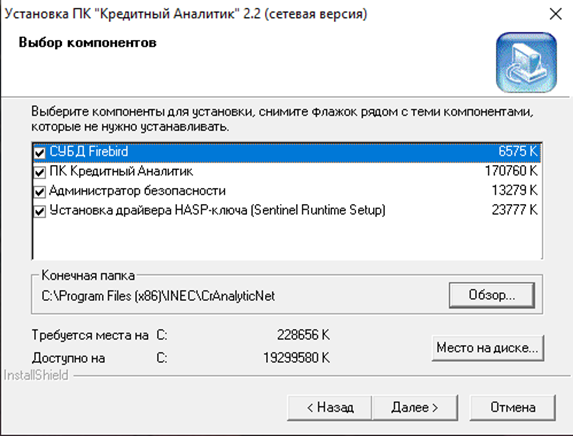 Установка ПК "Кредитный Аналитик" 2.2 (сетевая версия)
Выбор компонентов
Выберите компоненты для установки, снимите флажок рядом с теми компонентами,
которые не нужно устанавливать.
СУБД Firebird 6575 K
ПК Кредитный Аналитик 170760 K
Администратор безопасности 13279 K
Установка драйвера HASP-ключа (Sentinel Runtime Setup) 23777 K
Конечная папка
C:\Program Files (x86)\INEC\CrAnalyticNet
Обзор...
Требуется места на C: 228656 K
Доступно на C: 19299580 K
Место на диске...
InstallShield
< Назад Далее > Отмена